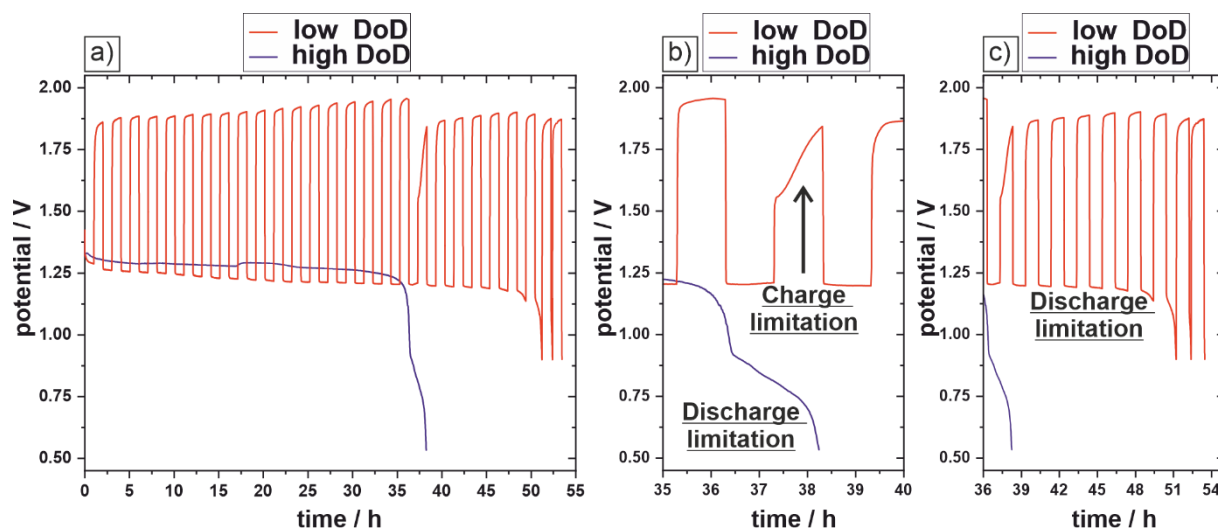 low DoD
high DoD
a)
2.00
1.75
1.50
1.25
1.00
0.75
0.50
potential / V
0 5 10 15 20 25 30 35 40 45 50 55
time / h
low DoD
high DoD
b)
2.00
1.75
1.50
1.25
1.00
0.75
0.50
potential / V
Charge
limitation
Discharge
limitation
35 36 37 38 39 40
time / h
low DoD
high DoD
c)
2.00
1.75
1.50
1.25
1.00
0.75
0.50
potential / V
Discharge
limitation
36 39 42 45 48 51 54
time / h